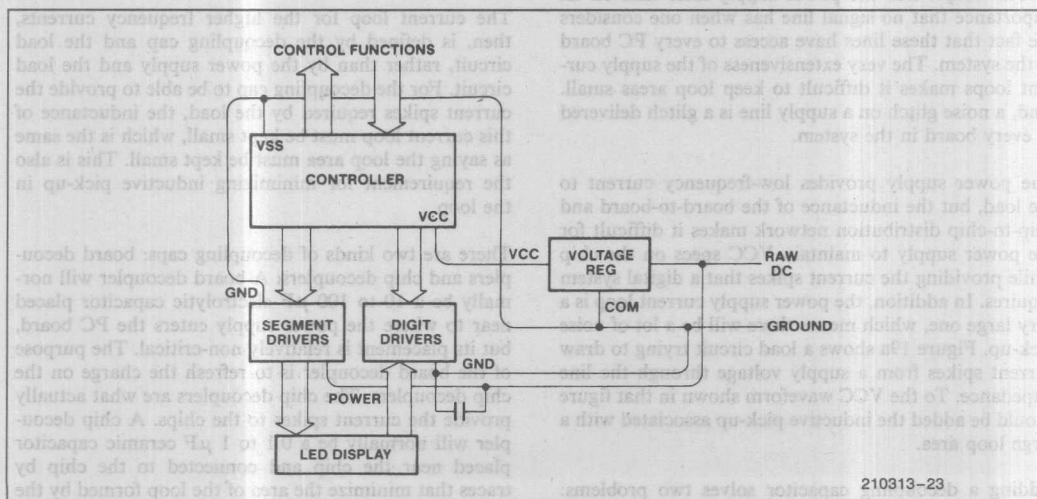 CONTROL FUNCTIONS
VSS
CONTROLLER
VCC
VCC
VOLTAGE
REG
RAW
DC
COM
GROUND
GND
SEGMENT
DRIVERS
DIGIT
DRIVERS
GND
POWER
LED DISPLAY
210313–23
portance that no signal line has when one considers
fact that these lines have access to every PC board
the system. The very extensiveness of the supply cur-
loops makes it difficult to keep loop areas small.
a noise glitch on a supply line is a glitch delivered
every board in the system.
power supply provides low-frequency current to
load, but the inductance of the board-to-board and
distribution network makes it difficult for
power supply to maintain VCC specs on
while providing the current spikes that a digital system
requires. In addition, the power supply current loop is a
large one, which means there will be a lot of noise
pick-up. Figure 19a shows a load circuit trying to draw
current spikes from a supply voltage through the line
impedance. To the VCC waveform shown in that figure
should be added the inductive pick-up associated with a
large loop area.
a decoupling capacitor solves two problems:
The current loop for the higher frequency currents,
then, is defined by the decoupling cap and the load
circuit, rather than by the power supply and the load
circuit. For the decoupling cap to be able to provide the
current spikes required by the load, the inductance of
this current loop must be kept small, which is the same
as saying the loop area must be kept small. This is also
the requirement for minimizing inductive pick-up in
the loop.
There are two kinds of decoupling caps: board decou-
plers and chip decouplers. A board decoupler will nor-
mally be a 10 to 100 μF electrolytic capacitor placed
near to where the power supply enters the PC board,
but its placement is relatively non-critical. The purpose
of the board decoupler is to refresh the charge on the
chip decouplers. The chip decouplers are what actually
provide the current spikes to the chips. A chip decou-
pler will normally be a 0.1 to 1 μF ceramic capacitor
placed near the chip and connected to the chip by
traces that minimize the area of the loop formed by the